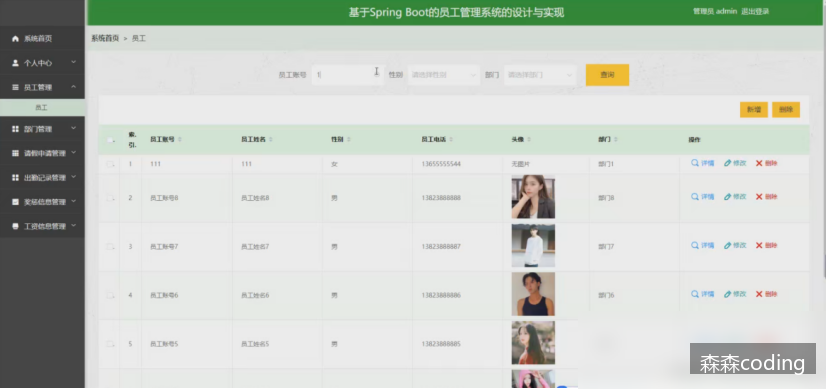 基于Spring Boot的员工管理系统的设计与实现
管理员 admin 退出登录
系统首页
个人中心
员工管理
员工
部门管理
请假申请管理
出勤记录管理
奖惩信息管理
工资信息管理
系统首页 > 员工
员工账号 性别 请选择性别 部门 请选择部门 查询
新增 删除
索引 员工账号 员工姓名 性别 员工电话 头像 部门 操作
1 111 111 女 13655555544 无图片 部门1 详情 修改 删除
2 员工账号8 员工姓名8 男 13823888888 部门8 详情 修改 删除
3 员工账号7 员工姓名7 男 13823888887 部门7 详情 修改 删除
4 员工账号6 员工姓名6 男 13823888886 部门6 详情 修改 删除
5 员工账号5 员工姓名5 男 13823888885
森森coding